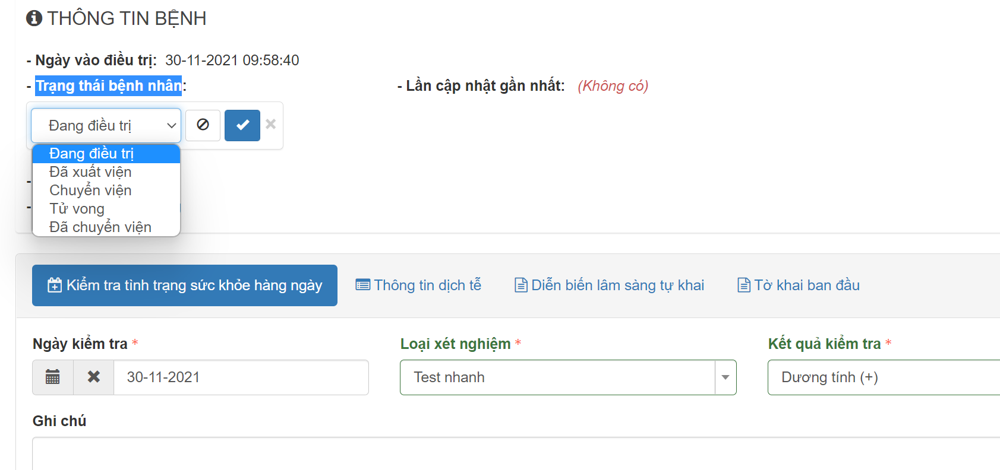 THÔNG TIN BỆNH
- Ngày vào điều trị: 30-11-2021 09:58:40
- Trạng thái bệnh nhân:
- Lần cập nhật gần nhất: (Không có)
Đang điều trị
Đang điều trị
Đã xuất viện
Chuyển viện
Tử vong
Đã chuyển viện
-
-
Kiểm tra tình trạng sức khỏe hàng ngày
Thông tin dịch tễ
Diễn biến lâm sàng tự khai
Tờ khai ban đầu
Ngày kiểm tra *
Loại xét nghiệm *
Kết quả kiểm tra *
30-11-2021
Test nhanh
Dương tính (+)
Ghi chú